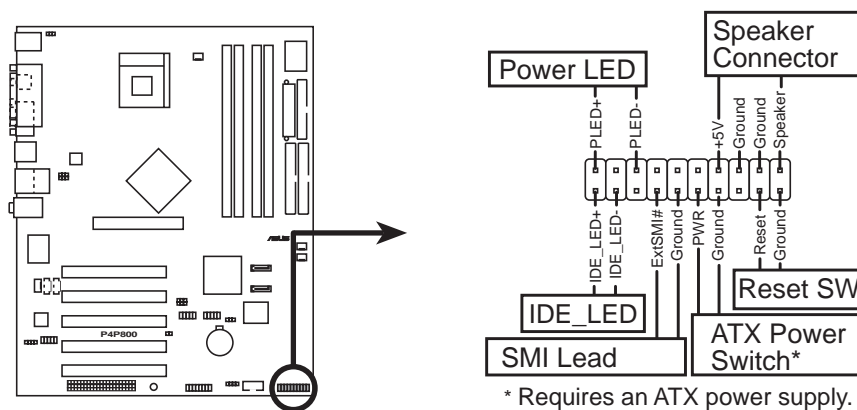 Speaker
Connector
Power LED
PLED+
PLED-
+5V
Ground
Ground
Speaker
IDE_LED+
IDE_LED-
ExtSMI#
Ground
PWR
Ground
Reset
Ground
Reset SW
IDE_LED
ATX Power
Switch*
SMI Lead
* Requires an ATX power supply.
ASUS
P4P800